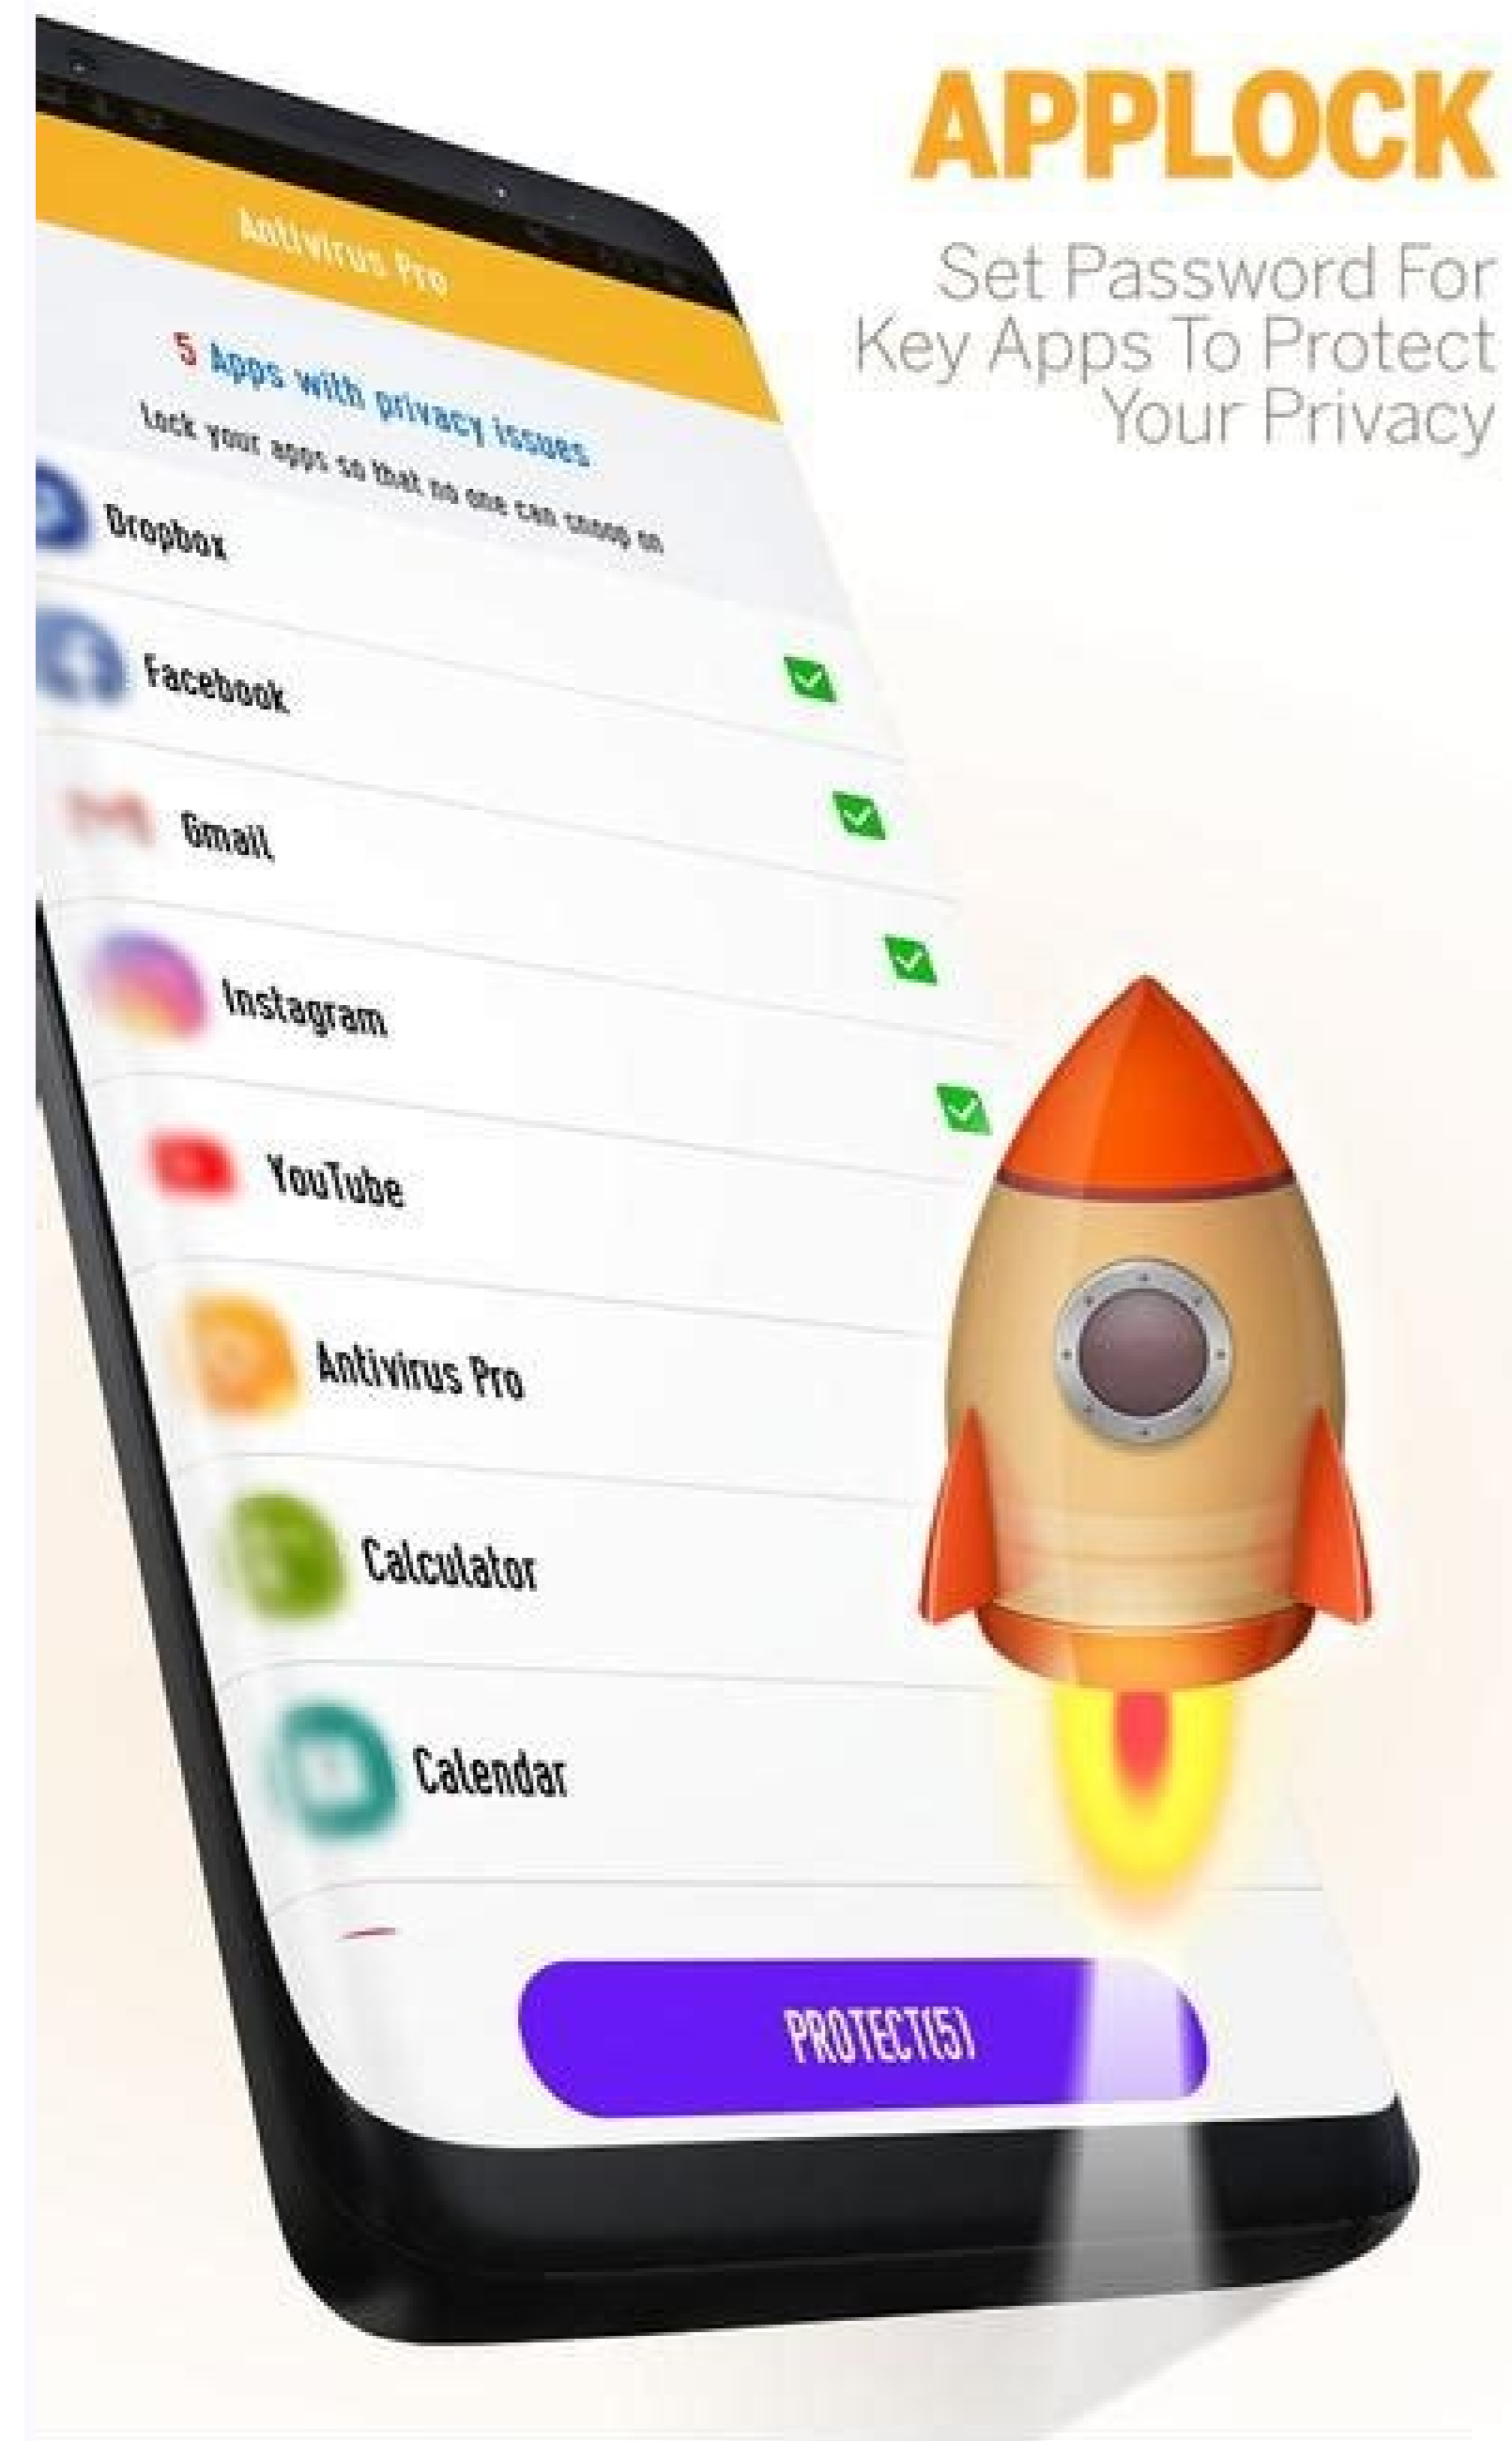 APPLOCK
Set Password For
Key Apps To Protect
Your Privacy
Antivirus Pro
5 Apps with privacy issues
Lock your apps so that no one can snoop on
Dropbox
Facebook
Gmail
Instagram
YouTube
Antivirus Pro
Calculator
Calendar
PROTECT(5)